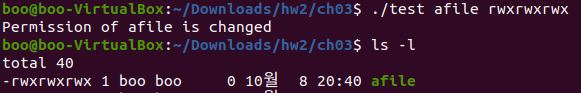 boo@boo-VirtualBox:~/Downloads/hw2/ch03$ ./test afile rwxrwxrwx
Permission of afile is changed
boo@boo-VirtualBox:~/Downloads/hw2/ch03$ ls -l
total 40
-rwxrwxrwx 1 boo boo     0 10월  8 20:40 afile